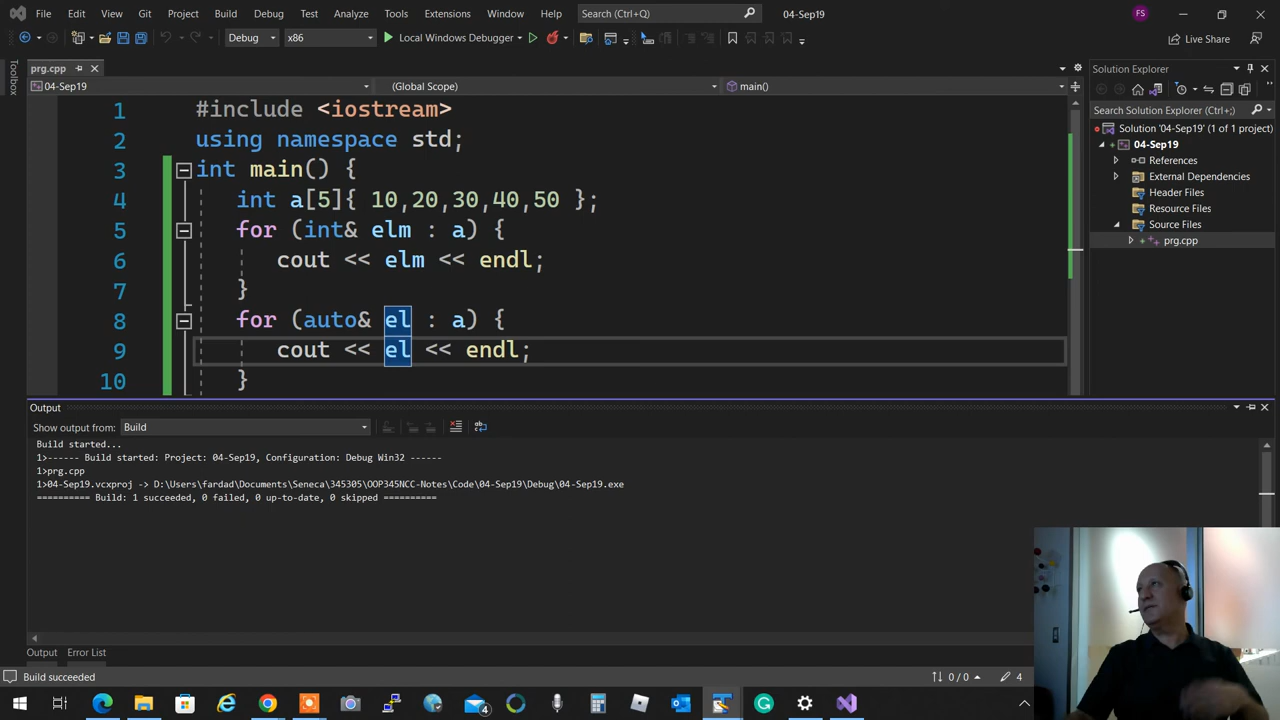 File Edit View Git Project Build Debug Test Analyze Tools Extensions Window Help Search (Ctrl+Q) 04-Sep19 FS
Debug x86 Local Windows Debugger Live Share
Toolbox
prg.cpp
04-Sep19 (Global Scope) main()
1 #include <iostream>
2 using namespace std;
3 int main() {
4 int a[5]{ 10,20,30,40,50 };
5 for (int& elm : a) {
6 cout << elm << endl;
7 }
8 for (auto& el : a) {
9 cout << el << endl;
10 }
Solution Explorer
Search Solution Explorer (Ctrl+;)
Solution '04-Sep19' (1 of 1 project)
04-Sep19
References
External Dependencies
Header Files
Resource Files
Source Files
prg.cpp
Output
Show output from: Build
Build started...
1>------ Build started: Project: 04-Sep19, Configuration: Debug Win32 ------
1>prg.cpp
1>04-Sep19.vcxproj -> D:\Users\fardad\Documents\Seneca\345305\OOP345NCC-Notes\Code\04-Sep19\Debug\04-Sep19.exe
========== Build: 1 succeeded, 0 failed, 0 up-to-date, 0 skipped ==========
Output Error List
Build succeeded 0 / 0 4
4